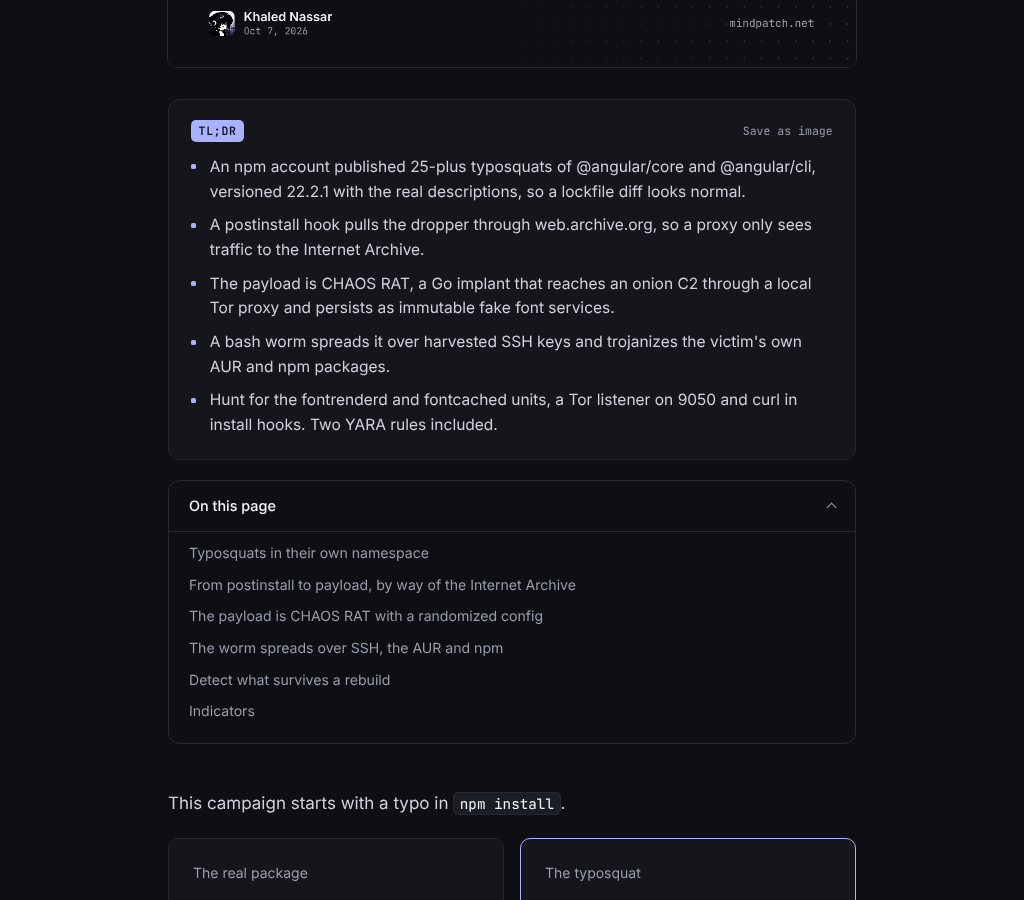 Khaled Nassar
Oct 7, 2026
mindpatch.net
TL;DR
Save as image
An npm account published 25-plus typosquats of @angular/core and @angular/cli,
versioned 22.2.1 with the real descriptions, so a lockfile diff looks normal.
A postinstall hook pulls the dropper through web.archive.org, so a proxy only sees
traffic to the Internet Archive.
The payload is CHAOS RAT, a Go implant that reaches an onion C2 through a local
Tor proxy and persists as immutable fake font services.
A bash worm spreads it over harvested SSH keys and trojanizes the victim's own
AUR and npm packages.
Hunt for the fontrenderd and fontcached units, a Tor listener on 9050 and curl in
install hooks. Two YARA rules included.
On this page
Typosquats in their own namespace
From postinstall to payload, by way of the Internet Archive
The payload is CHAOS RAT with a randomized config
The worm spreads over SSH, the AUR and npm
Detect what survives a rebuild
Indicators
This campaign starts with a typo in npm install.
The real package
The typosquat